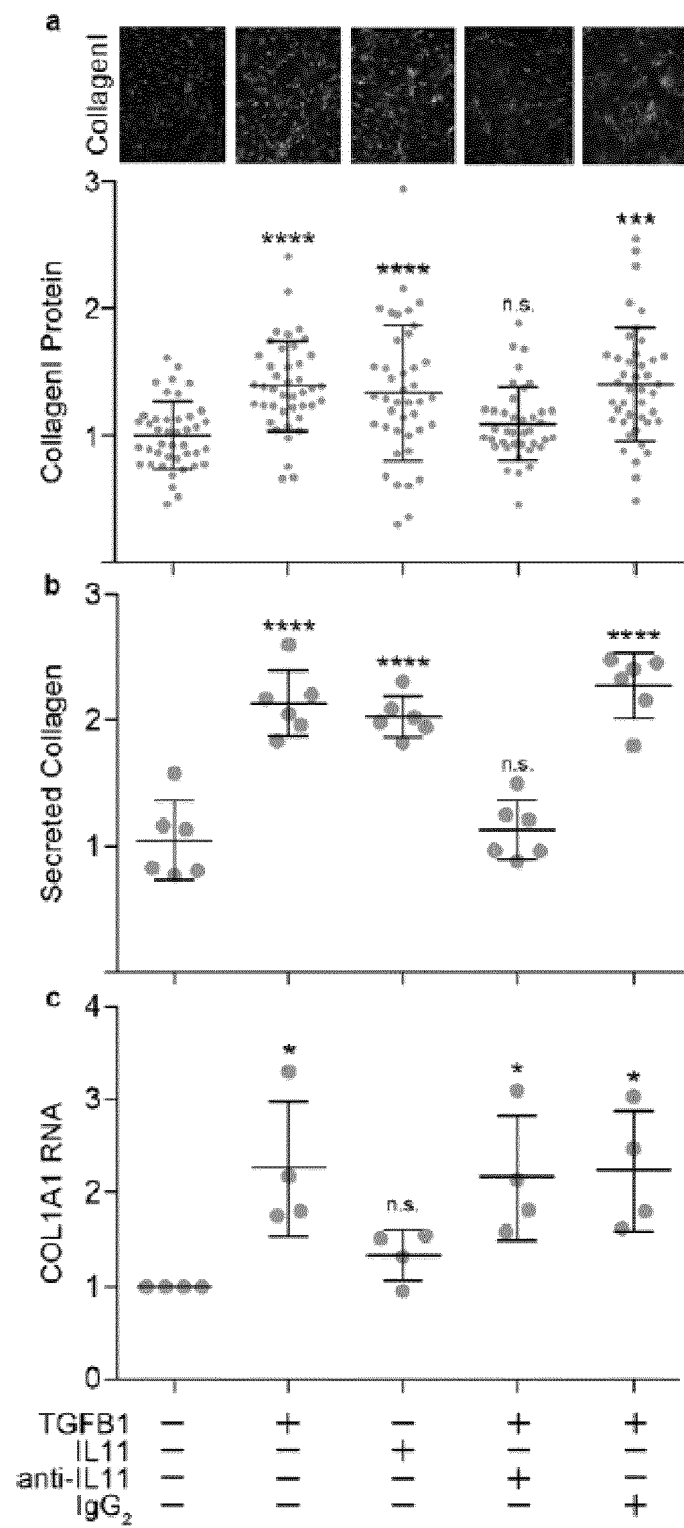 a
CollagenI
CollagenI Protein
3
2
1
**** **** n.s. ***
b
Secreted Collagen
3
2
1
**** **** n.s. ****
c
COL1A1 RNA
4
3
2
1
0
* n.s. * *
TGFB1 − + − + +
IL11 − − + − −
anti-IL11 − − − + −
IgG₂ − − − − +